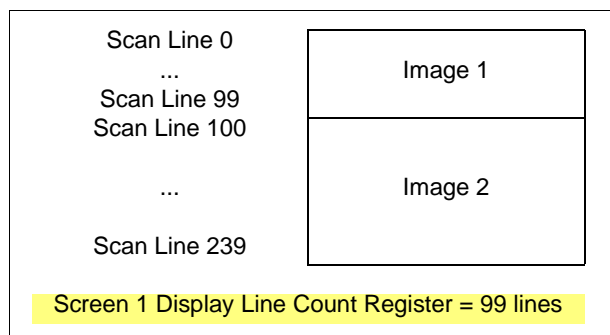 Scan Line 0
...
Scan Line 99
Scan Line 100
...
Scan Line 239
Image 1
Image 2
Screen 1 Display Line Count Register = 99 lines